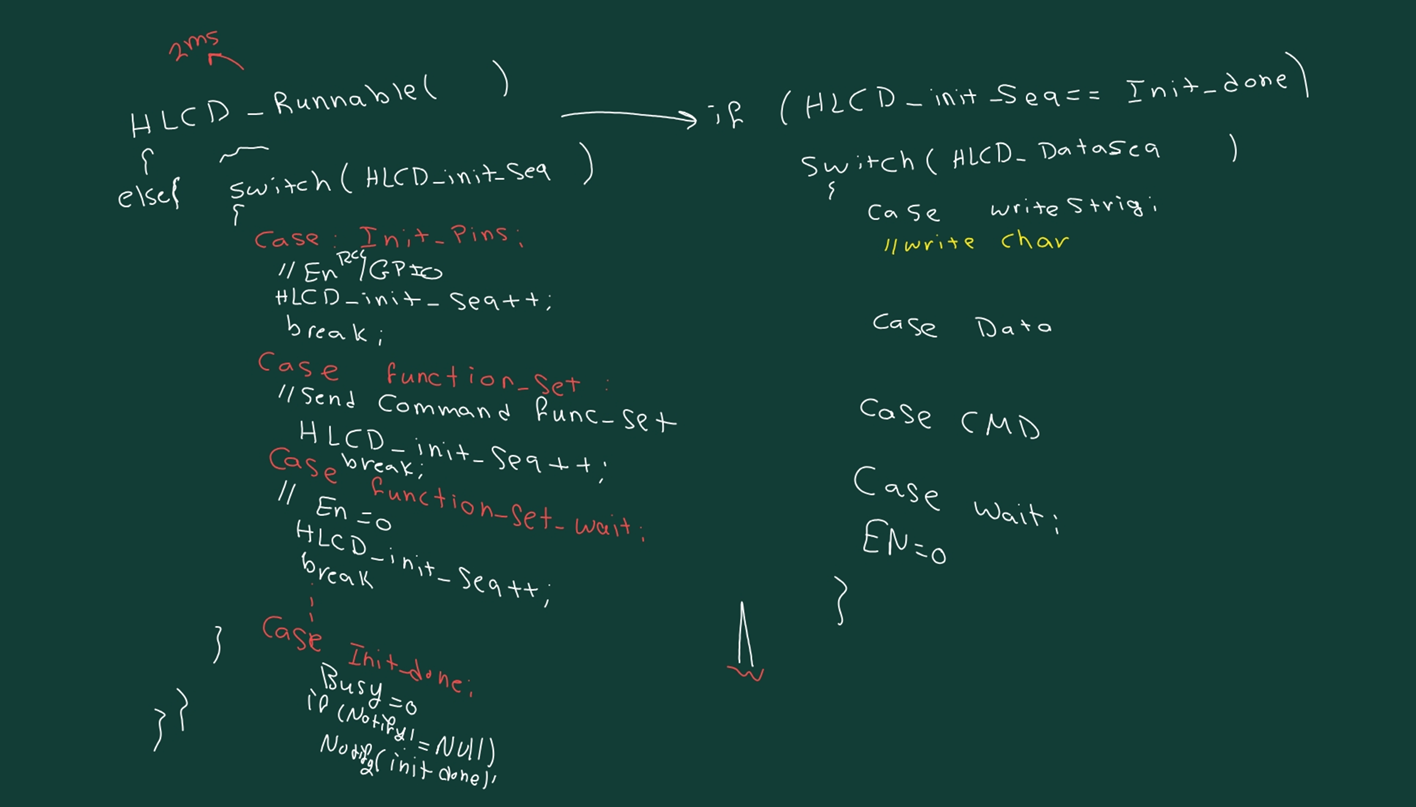 2ms
HLCD_Runnable( )
{
else{ switch(HLCD_init_Seq )
{
Case: Init_Pins;
// En RCC/GPIO
HLCD_init_Seq++;
break;
Case function_Set :
//Send Command func_set
HLCD_init_Seq++;
break;
Case function_set_wait;
// En=0
HLCD_init_Seq++;
break
}
Case Init_done;
Busy=0
if (Notify!=Null)
Notify(init done);
}}
if (HLCD_init_Seq== Init_done)
Switch( HLCD_DataSeq )
{
Case writeStrig;
//write char
Case Data
Case CMD
Case wait;
EN=0
}